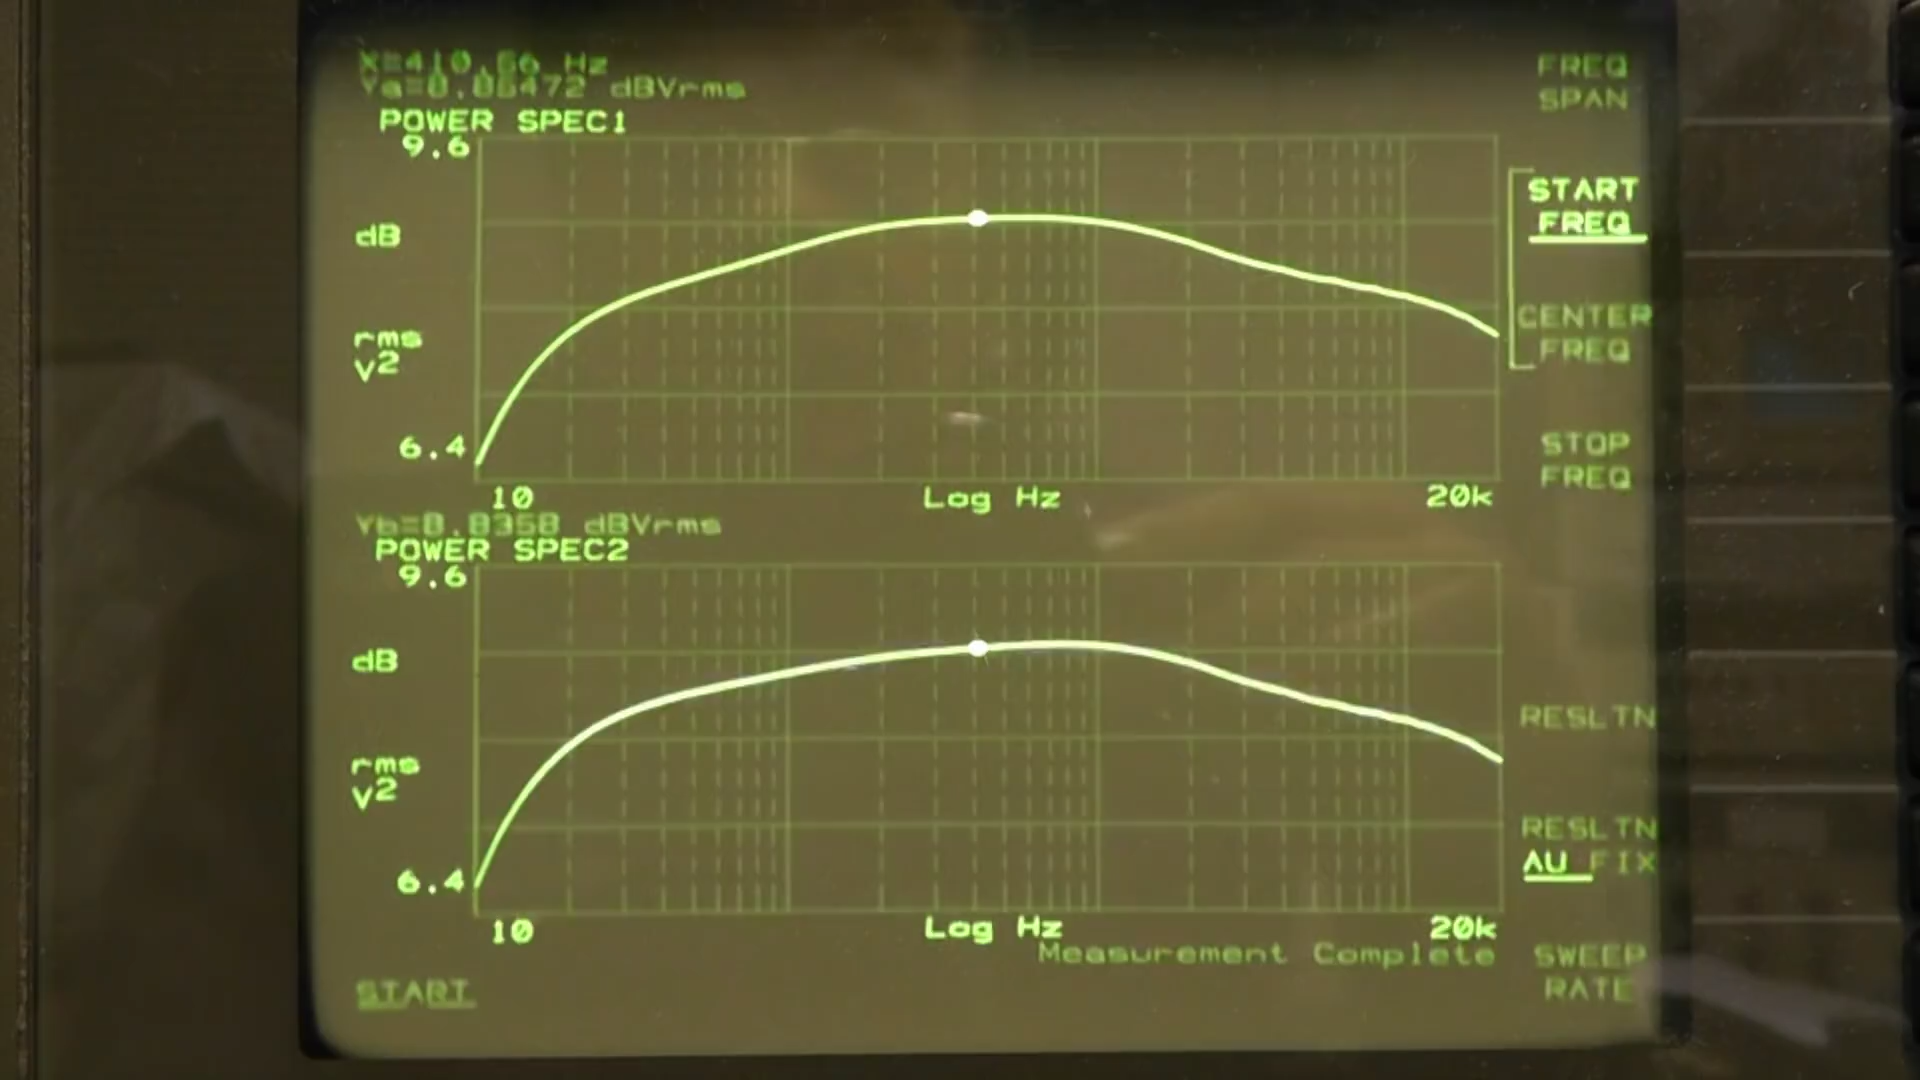 X=410.56 Hz
dBVrms
POWER SPEC1
9.6
dB
rms
V2
6.4
10 Log Hz 20k
dBVrms
POWER SPEC2
9.6
dB
rms
V2
6.4
10 Log Hz 20k
Measurement Complete
START
FREQ
SPAN
START
FREQ
CENTER
FREQ
STOP
FREQ
RESLTN
RESLTN
AU FIX
SWEEP
RATE